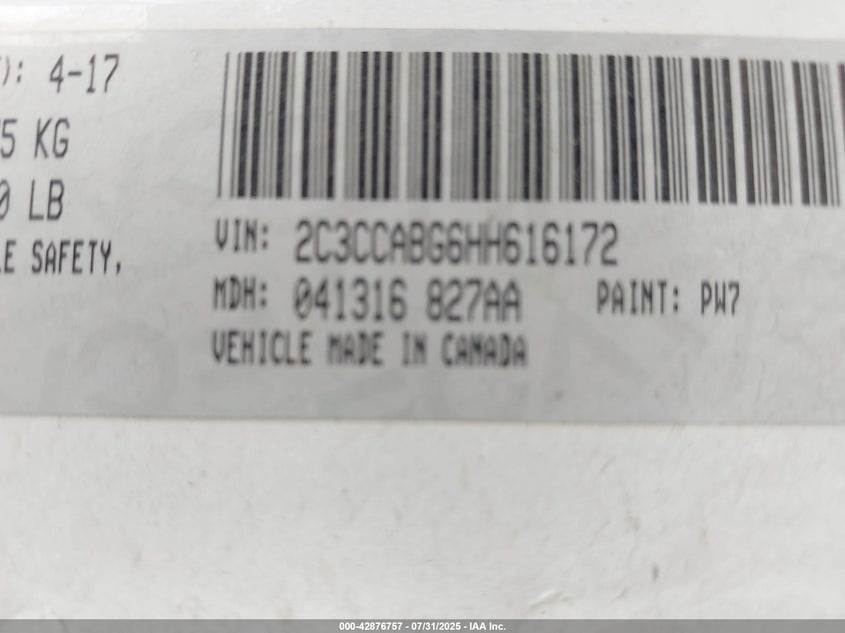 ): 4-17
5 KG
0 LB
LE SAFETY,
VIN: 2C3CCABG6HH616172
MDH: 041316 827AA PAINT: PW7
VEHICLE MADE IN CANADA
000-42876757 - 07/31/2025 - IAA Inc.